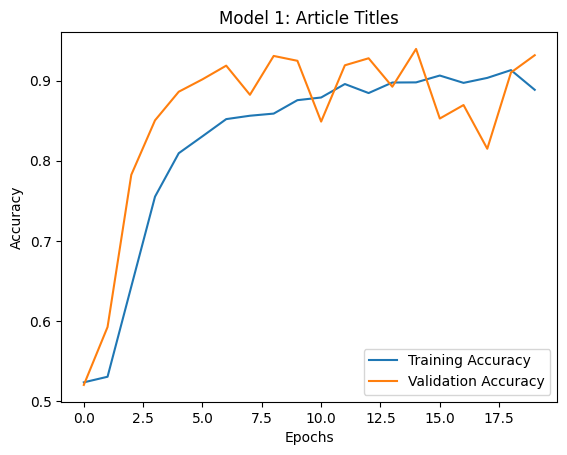 Model 1: Article Titles
Accuracy
0.9
0.8
0.7
0.6
0.5
Training Accuracy
Validation Accuracy
0.0 2.5 5.0 7.5 10.0 12.5 15.0 17.5
Epochs